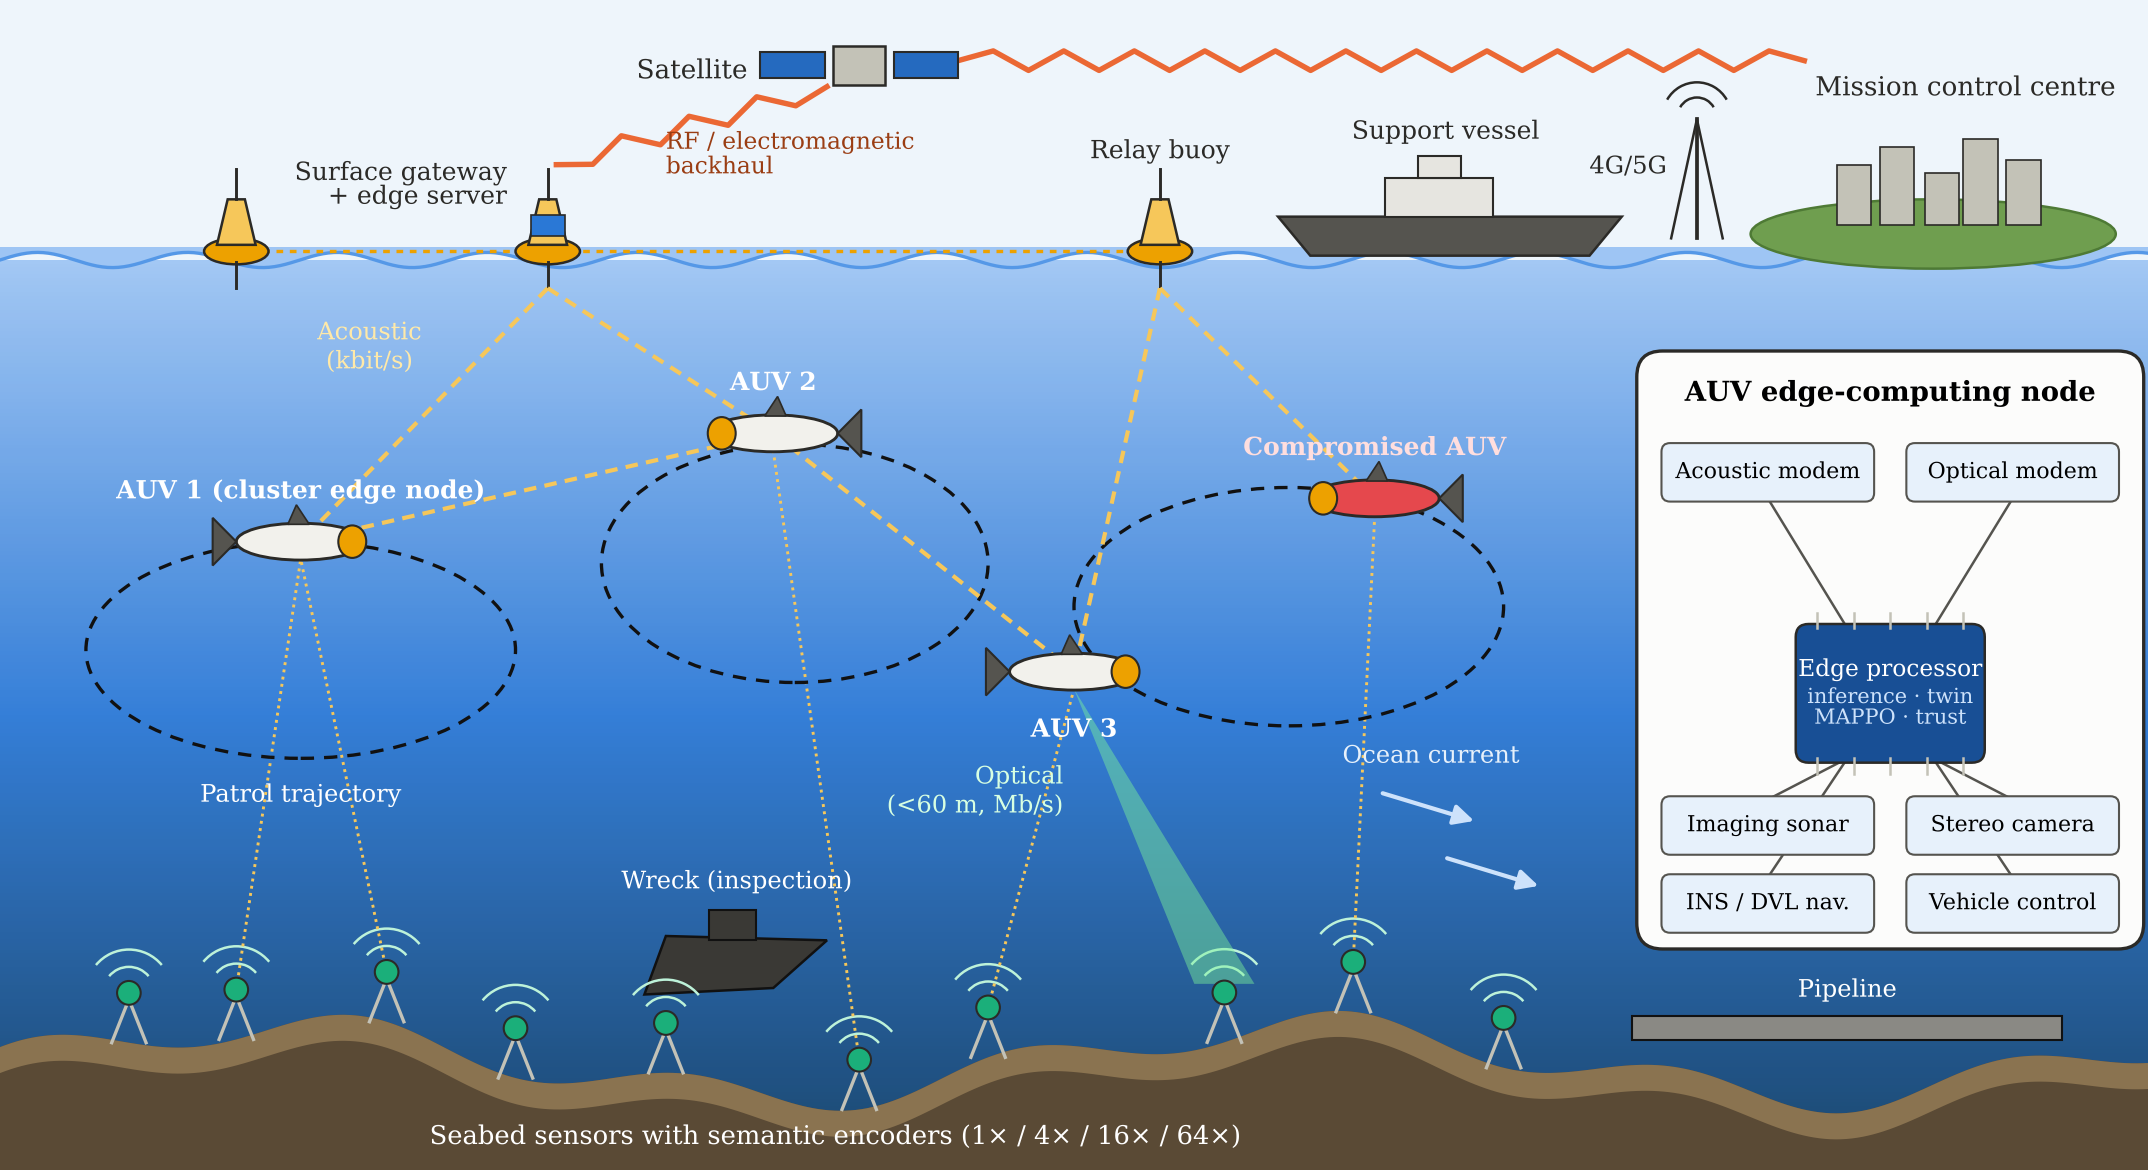 Satellite
Mission control centre
RF / electromagnetic
backhaul
Support vessel
Relay buoy
4G/5G
Surface gateway
+ edge server
Acoustic
(kbit/s)
AUV 2
AUV edge-computing node
Compromised AUV
Acoustic modem
Optical modem
AUV 1 (cluster edge node)
Edge processor
inference · twin
MAPPO · trust
AUV 3
Ocean current
Optical
(<60 m, Mb/s)
Patrol trajectory
Imaging sonar
Stereo camera
Wreck (inspection)
INS / DVL nav.
Vehicle control
Pipeline
Seabed sensors with semantic encoders (1× / 4× / 16× / 64×)